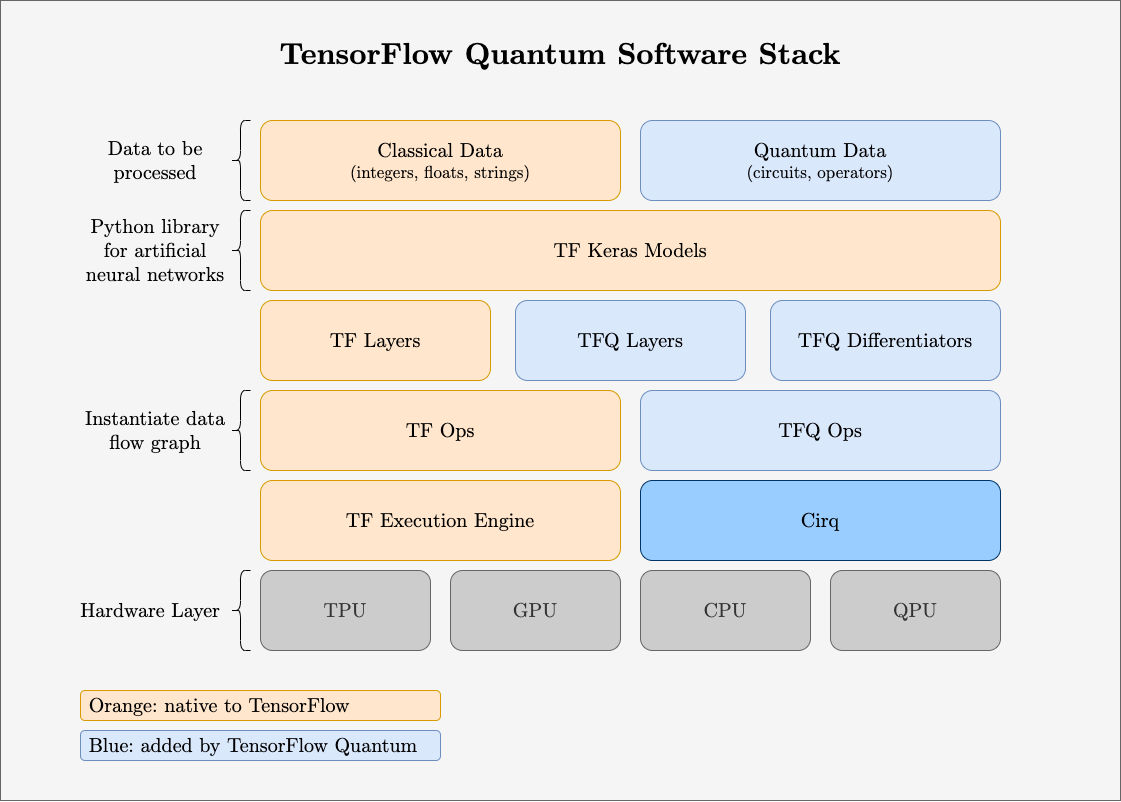 TensorFlow Quantum Software Stack
Data to be
processed
Classical Data
(integers, floats, strings)
Quantum Data
(circuits, operators)
Python library
for artificial
neural networks
TF Keras Models
TF Layers
TFQ Layers
TFQ Differentiators
Instantiate data
flow graph
TF Ops
TFQ Ops
TF Execution Engine
Cirq
Hardware Layer
TPU
GPU
CPU
QPU
Orange: native to TensorFlow
Blue: added by TensorFlow Quantum